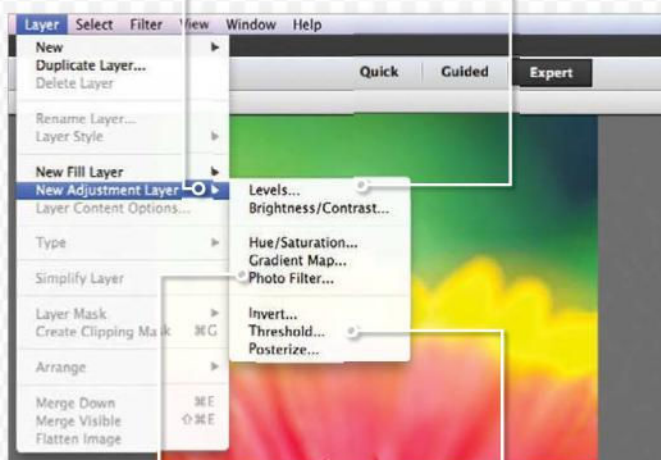 Layer Select Filter View Window Help
Quick Guided Expert
New
Duplicate Layer...
Delete Layer
Rename Layer...
Layer Style
New Fill Layer
New Adjustment Layer
Layer Content Options...
Type
Simplify Layer
Layer Mask
Create Clipping Mask ⌘G
Arrange
Merge Down ⌘E
Merge Visible ⇧⌘E
Flatten Image
Levels...
Brightness/Contrast...
Hue/Saturation...
Gradient Map...
Photo Filter...
Invert...
Threshold...
Posterize...